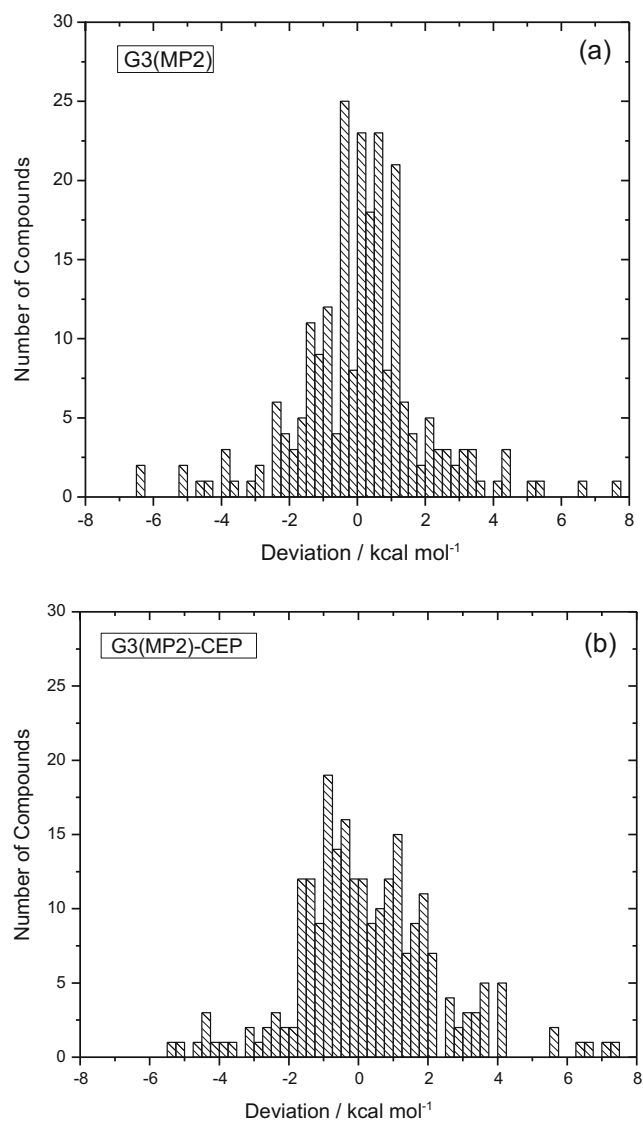 G3(MP2)
(a)
Number of Compounds
30
25
20
15
10
5
0
-8 -6 -4 -2 0 2 4 6 8
Deviation / kcal mol⁻¹
G3(MP2)-CEP
(b)
Number of Compounds
30
25
20
15
10
5
0
-8 -6 -4 -2 0 2 4 6 8
Deviation / kcal mol⁻¹